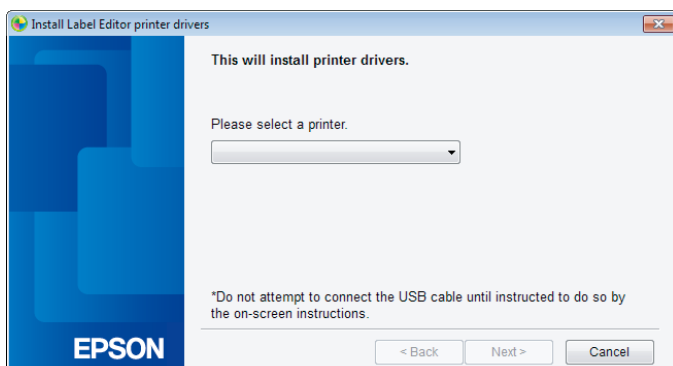 Install Label Editor printer drivers
This will install printer drivers.
Please select a printer.
*Do not attempt to connect the USB cable until instructed to do so by
the on-screen instructions.
EPSON
< Back
Next >
Cancel